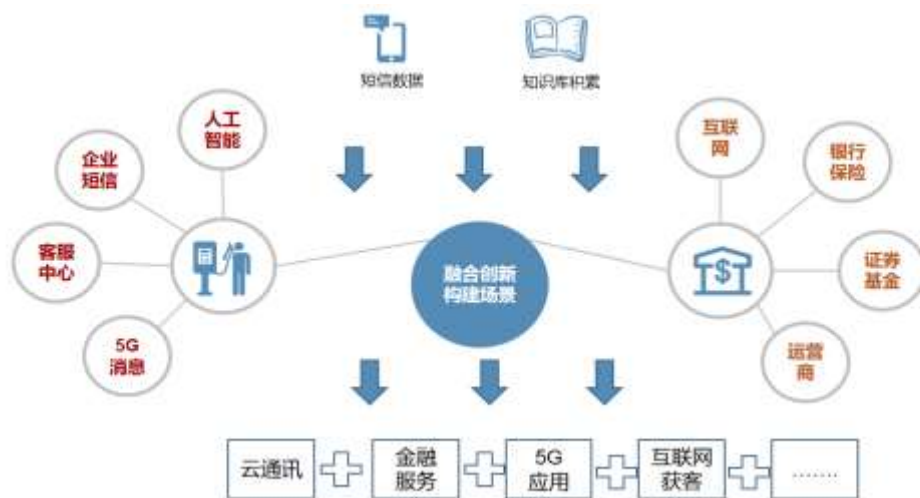 短信数据
知识库积累
人工
智能
企业
短信
客服
中心
5G
消息
融合创新
构建场景
$
互联
网
银行
保险
证券
基金
运营
商
云通讯
金融
服务
5G
应用
互联网
获客
.......